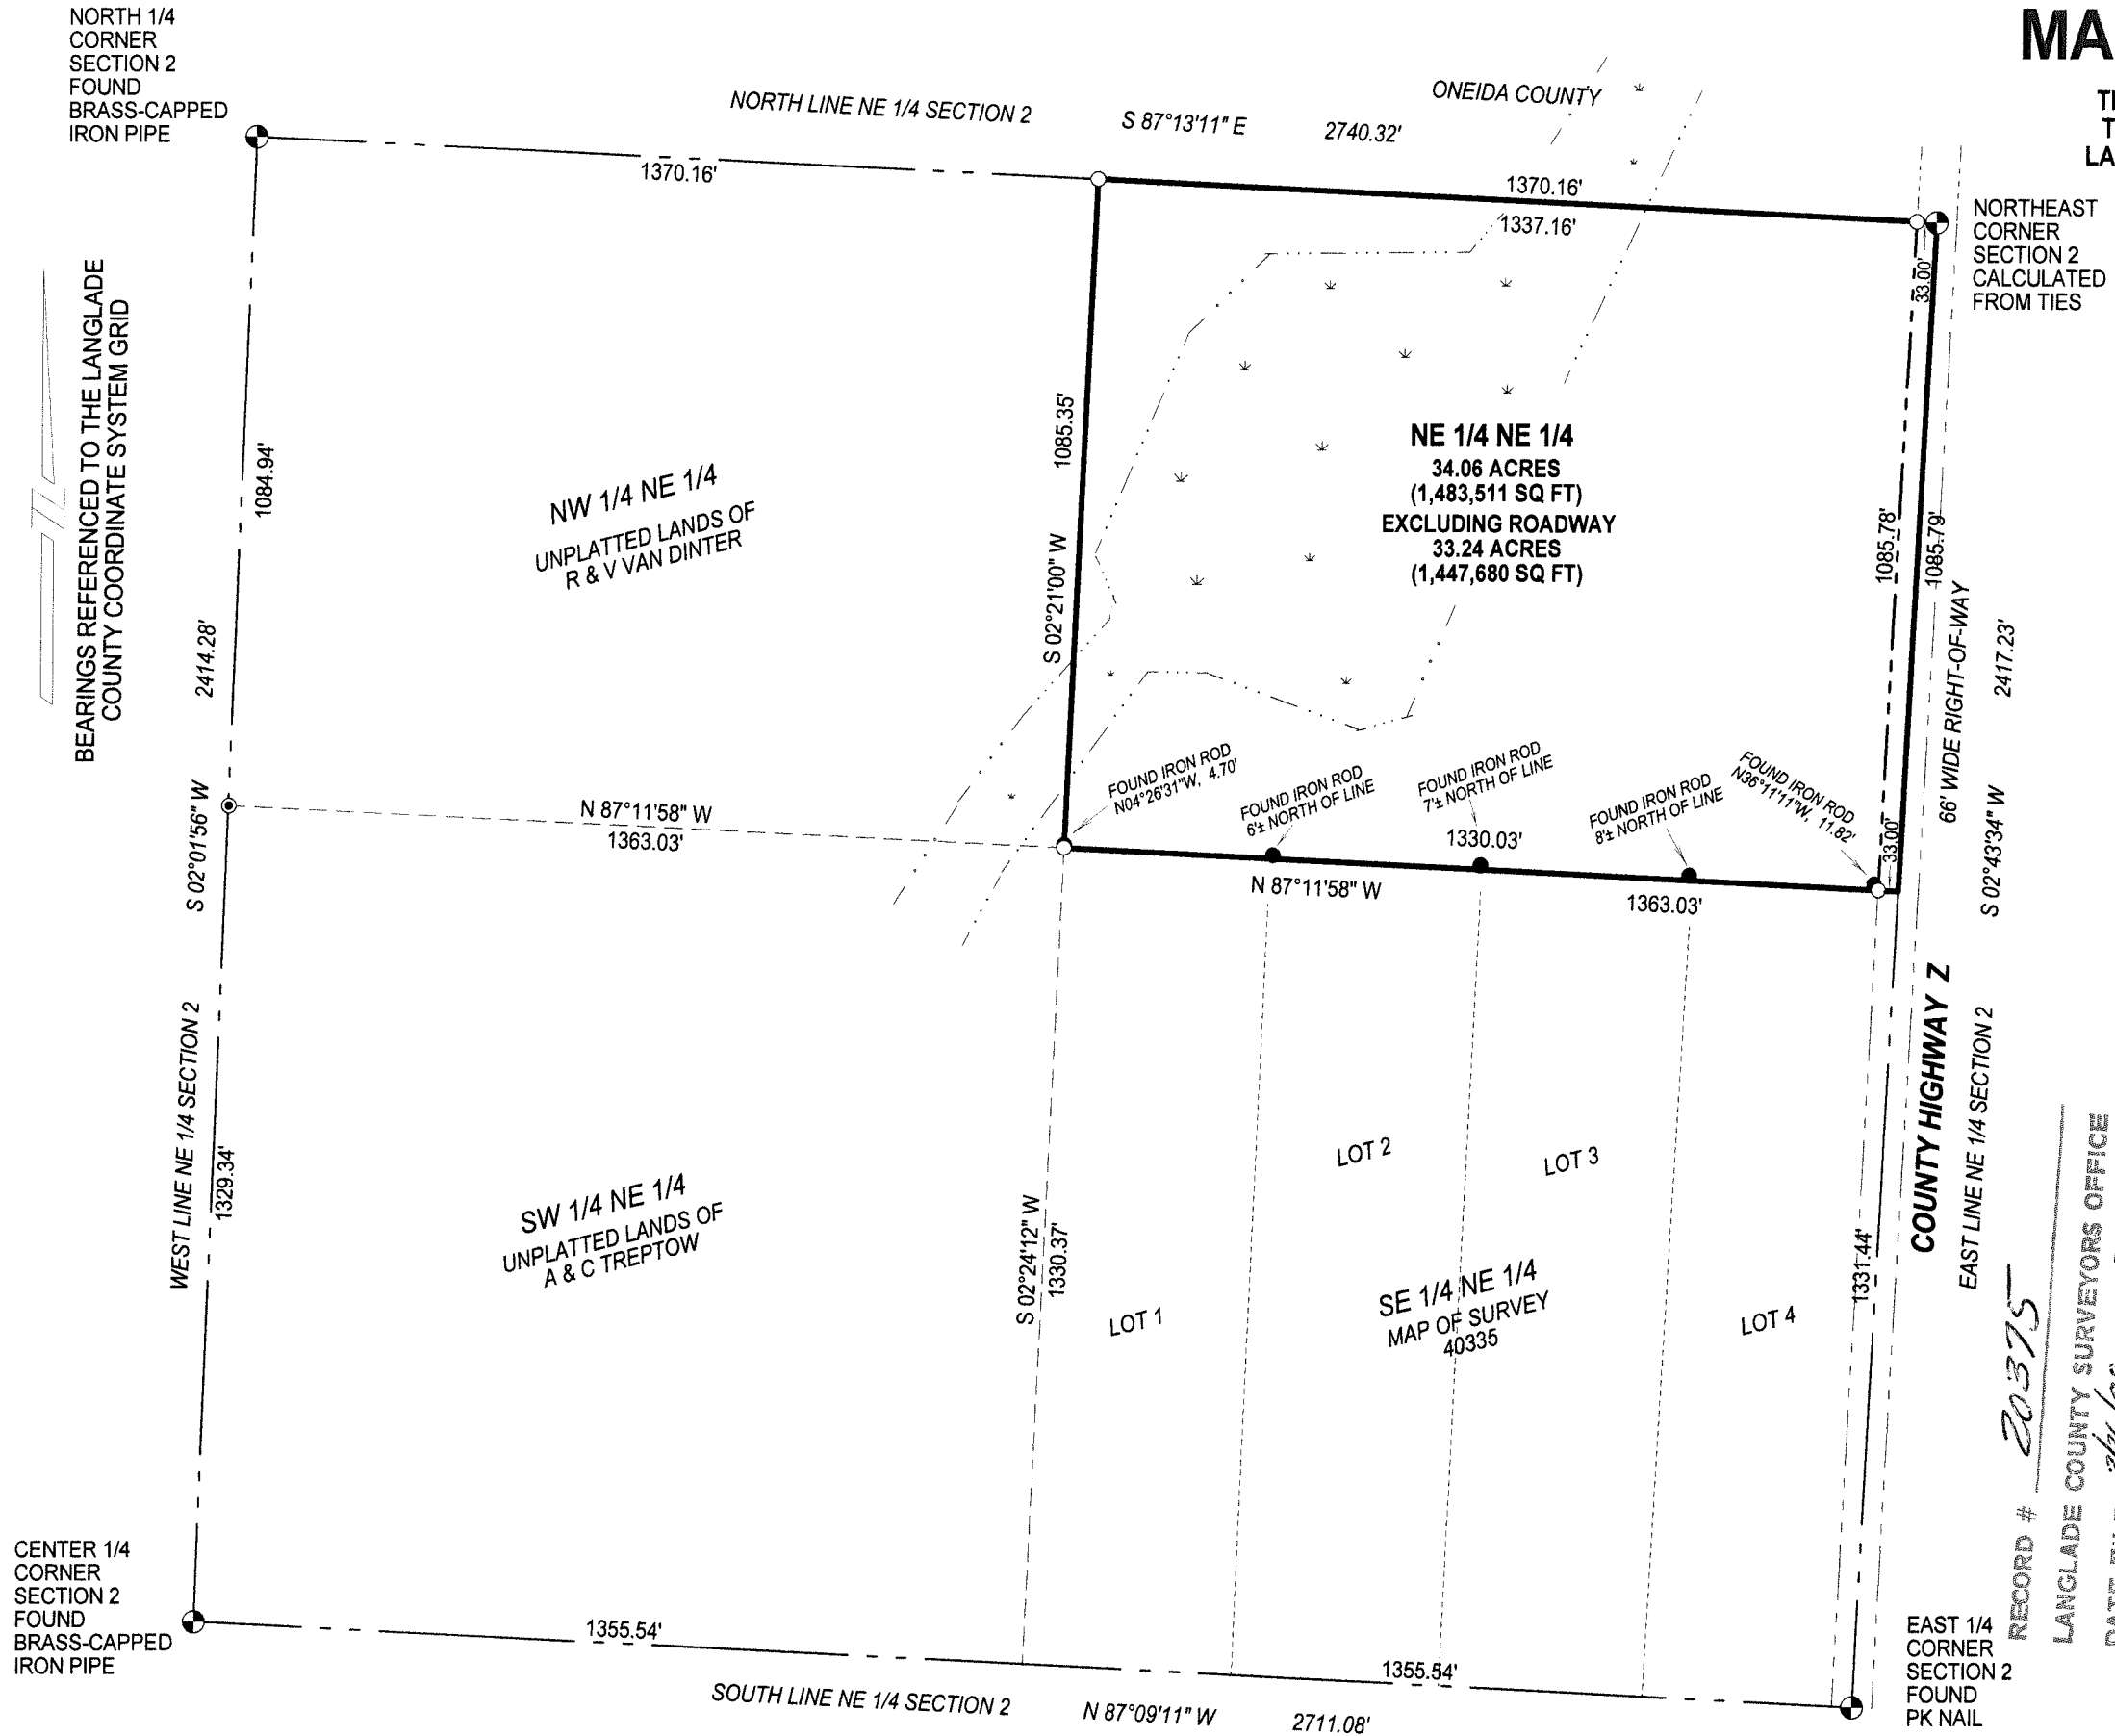 NORTH 1/4
CORNER
SECTION 2
FOUND
BRASS-CAPPED
IRON PIPE
NORTH LINE NE 1/4 SECTION 2
S 87°13'11" E
2740.32'
ONEIDA COUNTY
1370.16'
1370.16'
1337.16'
NORTHEAST
CORNER
SECTION 2
CALCULATED
FROM TIES
33.00'
BEARINGS REFERENCED TO THE LANGLADE
COUNTY COORDINATE SYSTEM GRID
1084.94'
2414.28'
S 02°01'56" W
NW 1/4 NE 1/4
UNPLATTED LANDS OF
R & V VAN DINTER
1085.35'
S 02°21'00" W
NE 1/4 NE 1/4
34.06 ACRES
(1,483,511 SQ FT)
EXCLUDING ROADWAY
33.24 ACRES
(1,447,680 SQ FT)
1085.78'
1085.79'
66' WIDE RIGHT-OF-WAY
2417.23'
S 02°43'34" W
FOUND IRON ROD
N04°26'31"W, 4.70'
FOUND IRON ROD
6'± NORTH OF LINE
FOUND IRON ROD
7'± NORTH OF LINE
FOUND IRON ROD
8'± NORTH OF LINE
FOUND IRON ROD
N36°11'11"W, 11.82'
33.00'
N 87°11'58" W
1363.03'
1330.03'
N 87°11'58" W
1363.03'
WEST LINE NE 1/4 SECTION 2
1329.34'
SW 1/4 NE 1/4
UNPLATTED LANDS OF
A & C TREPTOW
S 02°24'12" W
1330.37'
LOT 1
LOT 2
LOT 3
LOT 4
SE 1/4 NE 1/4
MAP OF SURVEY
40335
1331.44'
COUNTY HIGHWAY Z
EAST LINE NE 1/4 SECTION 2
CENTER 1/4
CORNER
SECTION 2
FOUND
BRASS-CAPPED
IRON PIPE
1355.54'
1355.54'
SOUTH LINE NE 1/4 SECTION 2
N 87°09'11" W
2711.08'
EAST 1/4
CORNER
SECTION 2
FOUND
PK NAIL
RECORD # 20375
LANGLADE COUNTY SURVEYORS OFFICE
MA
LA